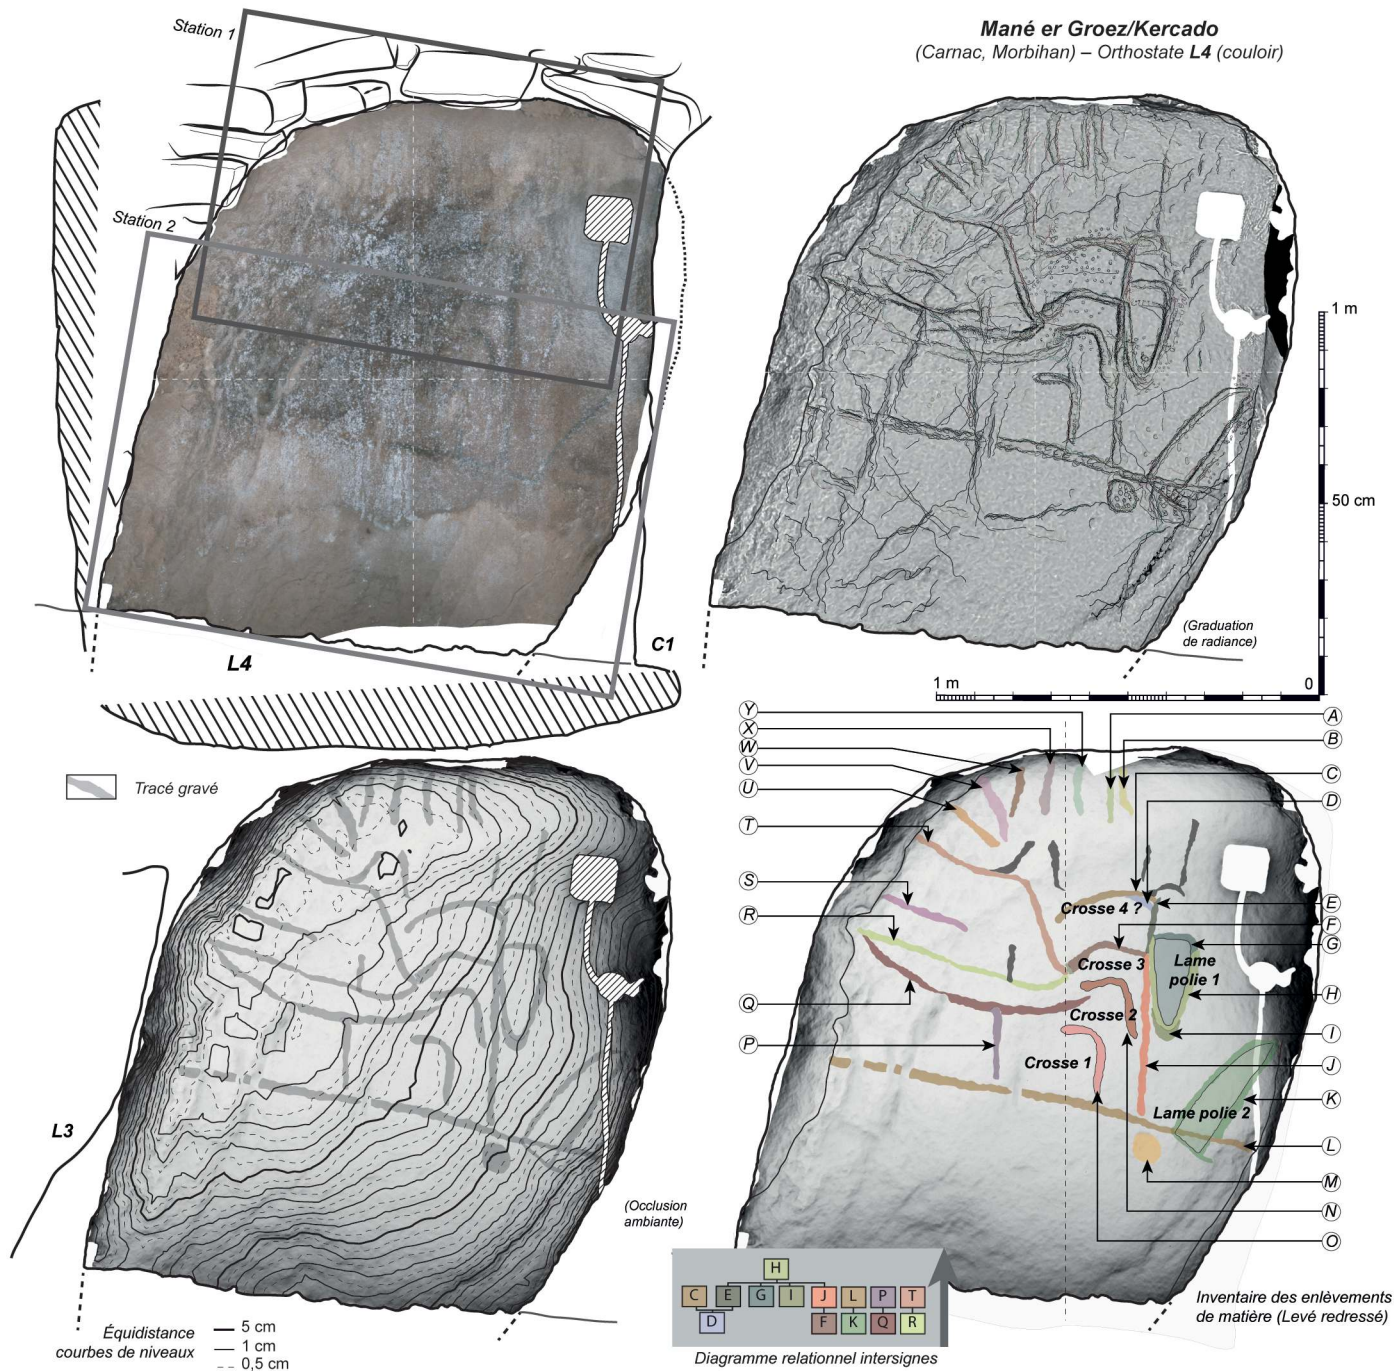 Station 1
Mané er Groez/Kercado
(Carnac, Morbihan) – Orthostate L4 (couloir)
Station 2
1 m
50 cm
(Graduation
de radiance)
C1
L4
1 m
0
Tracé gravé
L3
(Occlusion
ambiante)
Équidistance
courbes de niveaux
5 cm
1 cm
0,5 cm
Y
X
W
V
U
T
S
R
Q
P
A
B
C
D
E
F
G
H
I
J
K
L
M
N
O
Crosse 4 ?
Crosse 3
Lame
polie 1
Crosse 2
Crosse 1
Lame polie 2
H
C E G I J L P T
D F K Q R
Diagramme relationnel intersignes
Inventaire des enlèvements
de matière (Levé redressé)